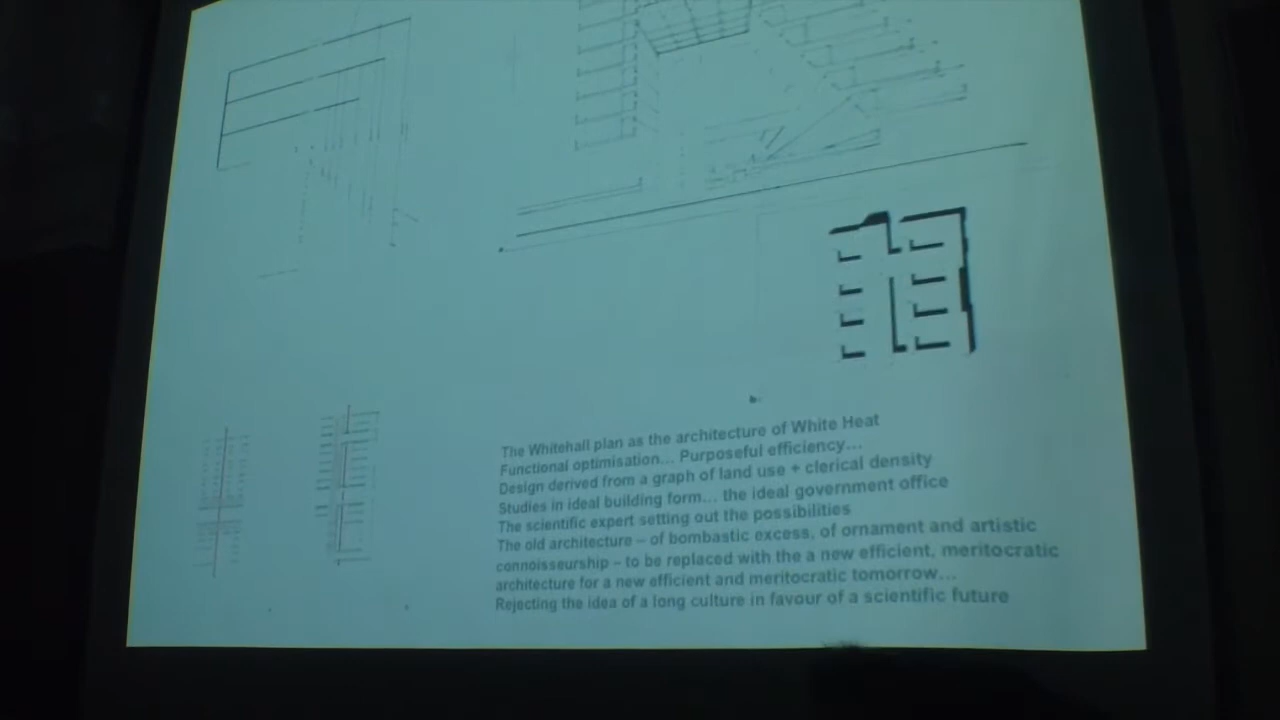 The Whitehall plan as the architecture of White Heat
Functional optimisation... Purposeful efficiency...
Design derived from a graph of land use + clerical density
Studies in ideal building form... the ideal government office
The scientific expert setting out the possibilities
The old architecture – of bombastic excess, of ornament and artistic
connoisseurship – to be replaced with the a new efficient, meritocratic
architecture for a new efficient and meritocratic tomorrow...
Rejecting the idea of a long culture in favour of a scientific future